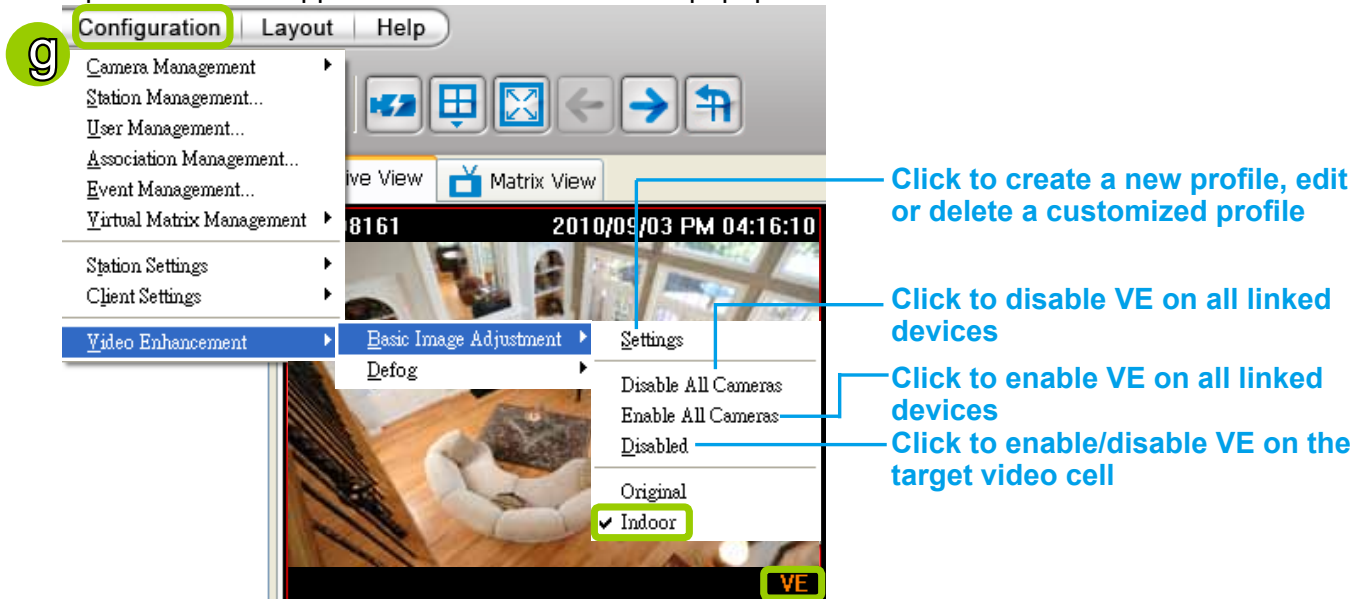 Configuration Layout Help
g
Camera Management
Station Management...
User Management...
Association Management...
Event Management...
Virtual Matrix Management
Station Settings
Client Settings
Video Enhancement
ive View
Matrix View
8161 2010/09/03 PM 04:16:10
Basic Image Adjustment
Defog
Settings
Disable All Cameras
Enable All Cameras
Disabled
Original
Indoor
VE
Click to create a new profile, edit
or delete a customized profile
Click to disable VE on all linked
devices
Click to enable VE on all linked
devices
Click to enable/disable VE on the
target video cell